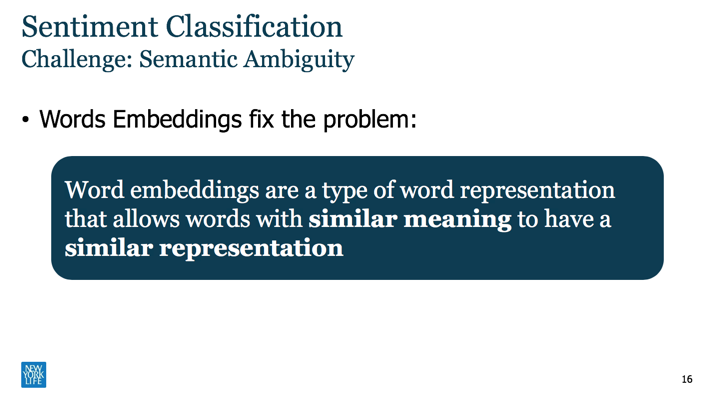 Sentiment Classification
Challenge: Semantic Ambiguity
• Words Embeddings fix the problem:
Word embeddings are a type of word representation
that allows words with similar meaning to have a
similar representation
NEW
YORK
LIFE
16